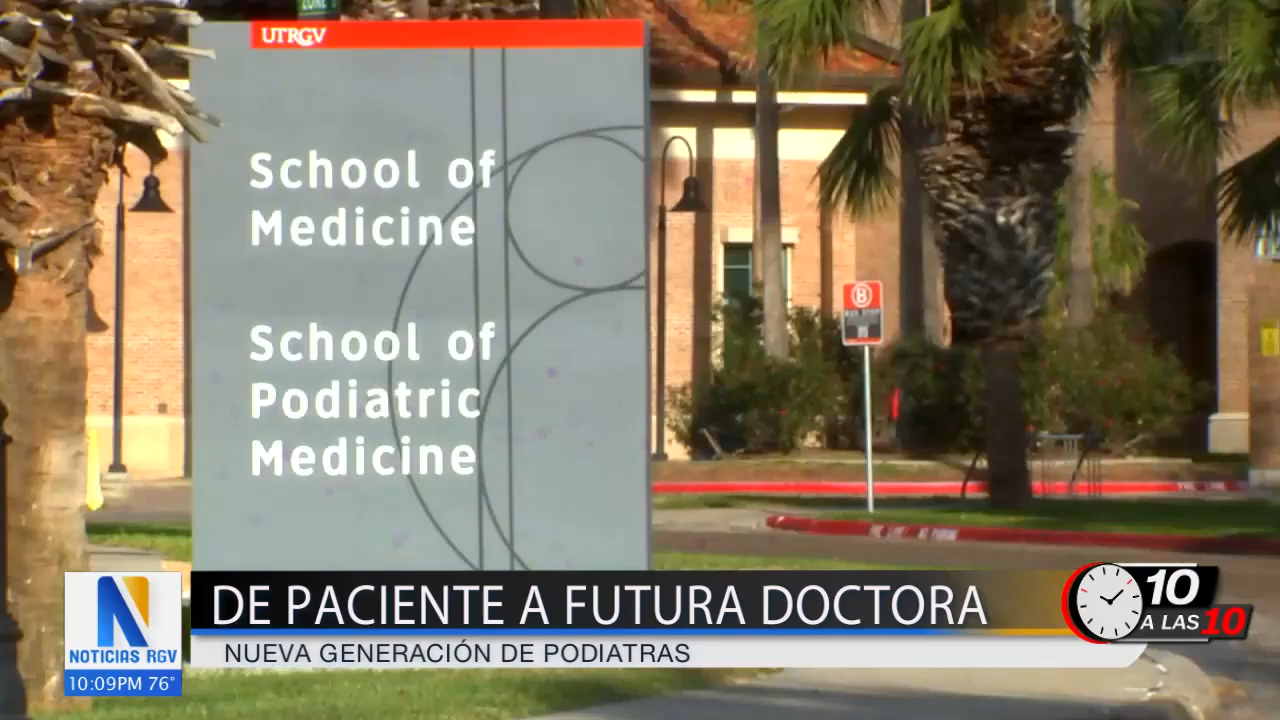 UTRGV
School of
Medicine
School of
Podiatric
Medicine
B
DE PACIENTE A FUTURA DOCTORA
NUEVA GENERACIÓN DE PODIATRAS
N
NOTICIAS RGV
10:09PM 76°
10
A LAS 10